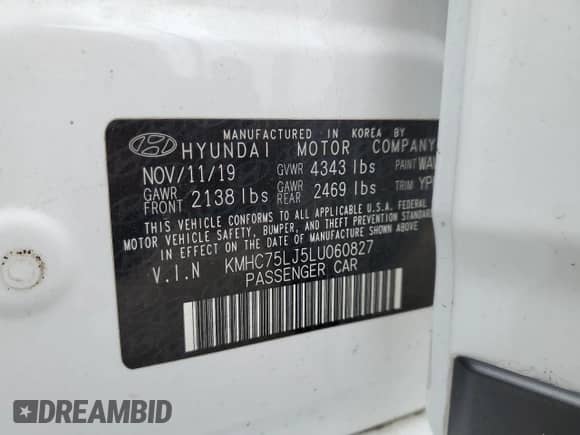 MANUFACTURED IN KOREA BY
HYUNDAI MOTOR COMPANY
NOV/11/19 GVWR 4343 lbs PAINT WA
GAWR FRONT 2138 lbs GAWR REAR 2469 lbs TRIM YP
THIS VEHICLE CONFORMS TO ALL APPLICABLE U.S.A. FEDERAL
MOTOR VEHICLE SAFETY, BUMPER, AND THEFT PREVENTION STANDARDS
IN EFFECT ON THE DATE OF MANUFACTURE SHOWN ABOVE.
V.I.N KMHC75LJ5LU060827
PASSENGER CAR
DREAMBID